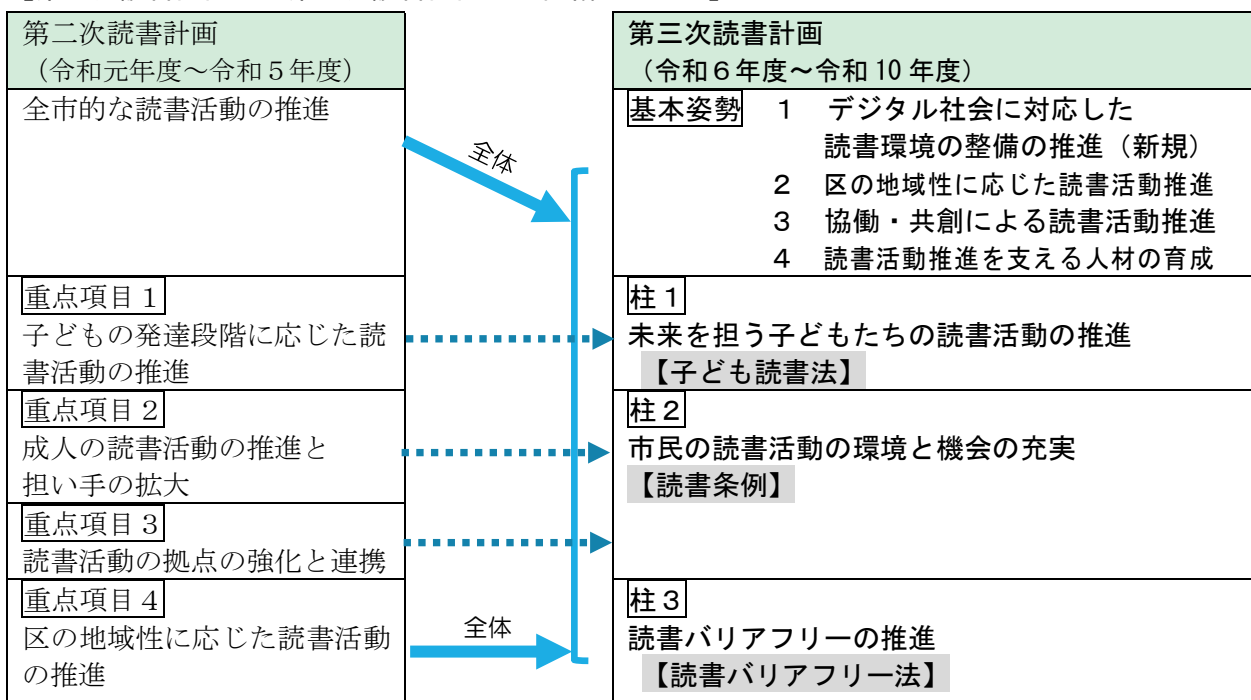 第二次読書計画
(令和元年度~令和5年度)
全市的な読書活動の推進
重点項目1
子どもの発達段階に応じた読
書活動の推進
重点項目2
成人の読書活動の推進と
担い手の拡大
重点項目3
読書活動の拠点の強化と連携
重点項目4
区の地域性に応じた読書活動
の推進
全体
全体
第三次読書計画
(令和6年度~令和10年度)
基本姿勢 1 デジタル社会に対応した
読書環境の整備の推進(新規)
2 区の地域性に応じた読書活動推進
3 協働・共創による読書活動推進
4 読書活動推進を支える人材の育成
柱1
未来を担う子どもたちの読書活動の推進
【子ども読書法】
柱2
市民の読書活動の環境と機会の充実
【読書条例】
柱3
読書バリアフリーの推進
【読書バリアフリー法】